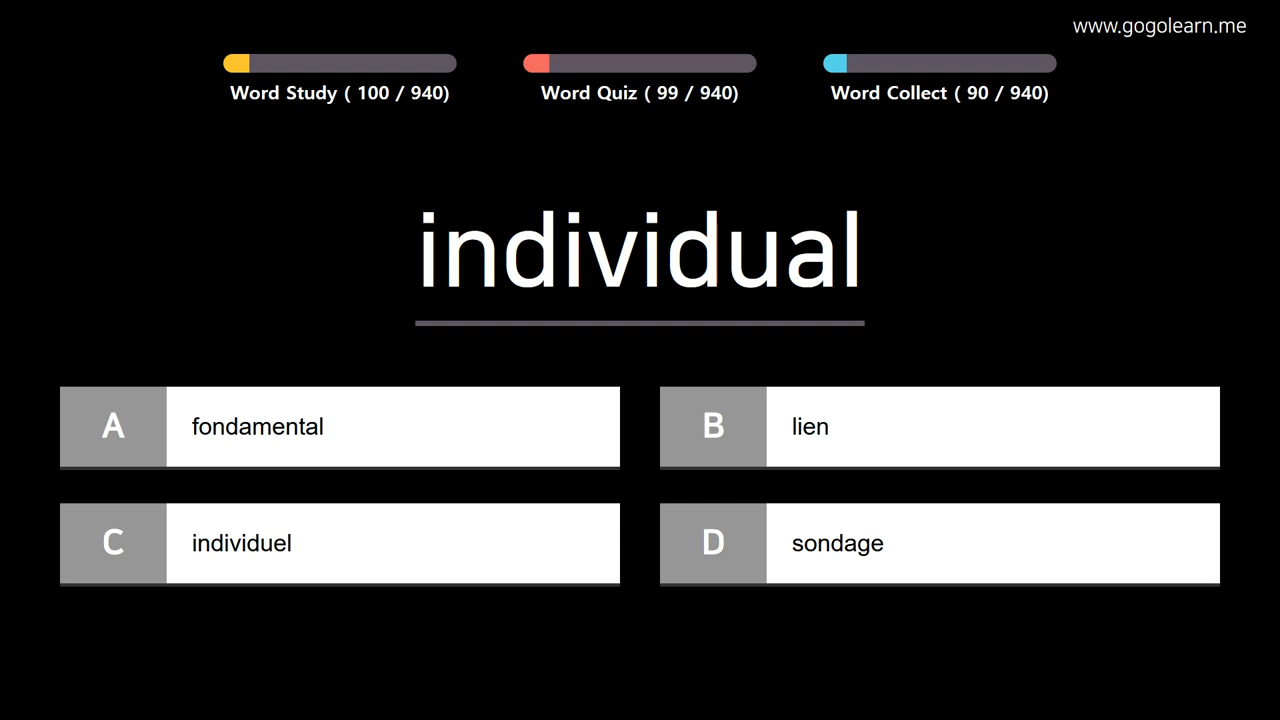 www.gogolearn.me
Word Study ( 100 / 940)
Word Quiz ( 99 / 940)
Word Collect ( 90 / 940)
individual
A fondamental
B lien
C individuel
D sondage